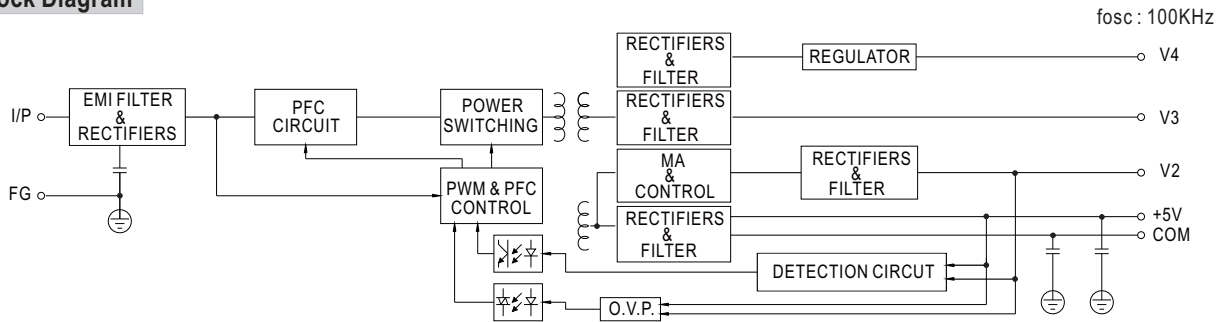 ock Diagram
fosc : 100KHz
RECTIFIERS
&
FILTER
REGULATOR
V4
I/P
EMI FILTER
&
RECTIFIERS
PFC
CIRCUIT
POWER
SWITCHING
RECTIFIERS
&
FILTER
V3
MA
&
CONTROL
RECTIFIERS
&
FILTER
V2
FG
PWM & PFC
CONTROL
RECTIFIERS
&
FILTER
+5V
COM
DETECTION CIRCUT
O.V.P.